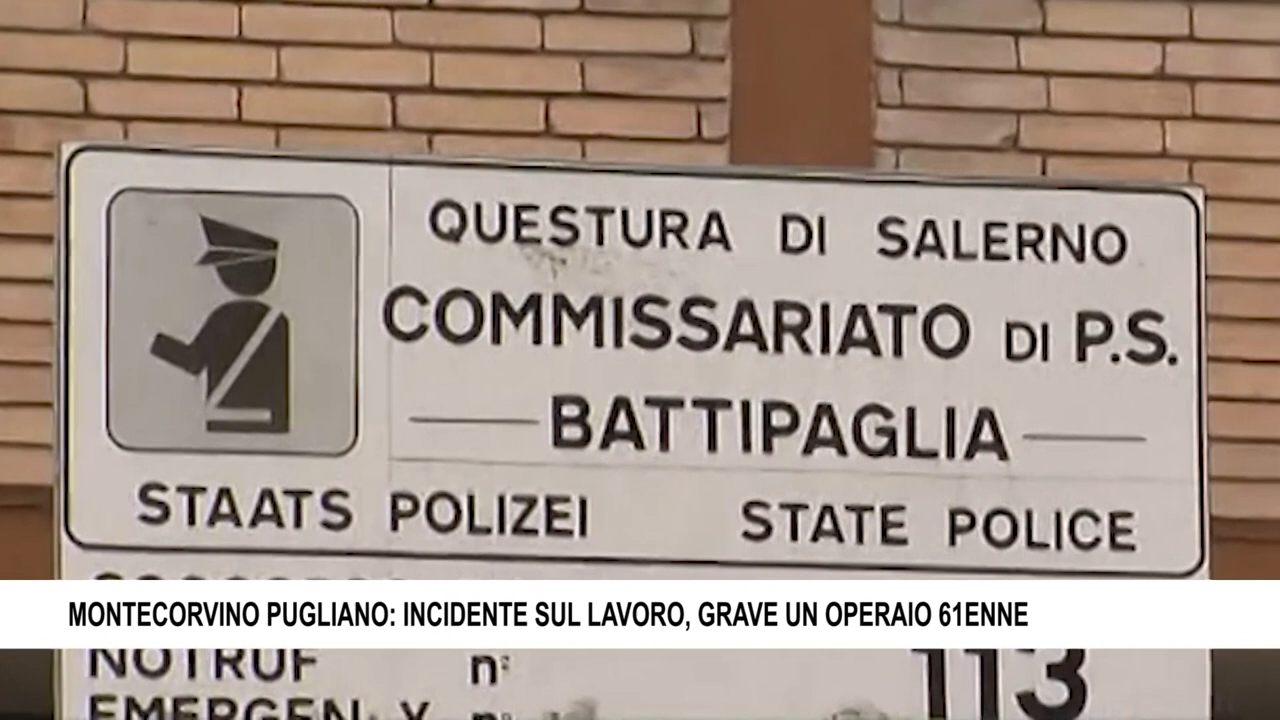 QUESTURA DI SALERNO
COMMISSARIATO DI P.S.
BATTIPAGLIA
STAATS POLIZEI STATE POLICE
MONTECORVINO PUGLIANO: INCIDENTE SUL LAVORO, GRAVE UN OPERAIO 61ENNE
NOTRUF n: 113